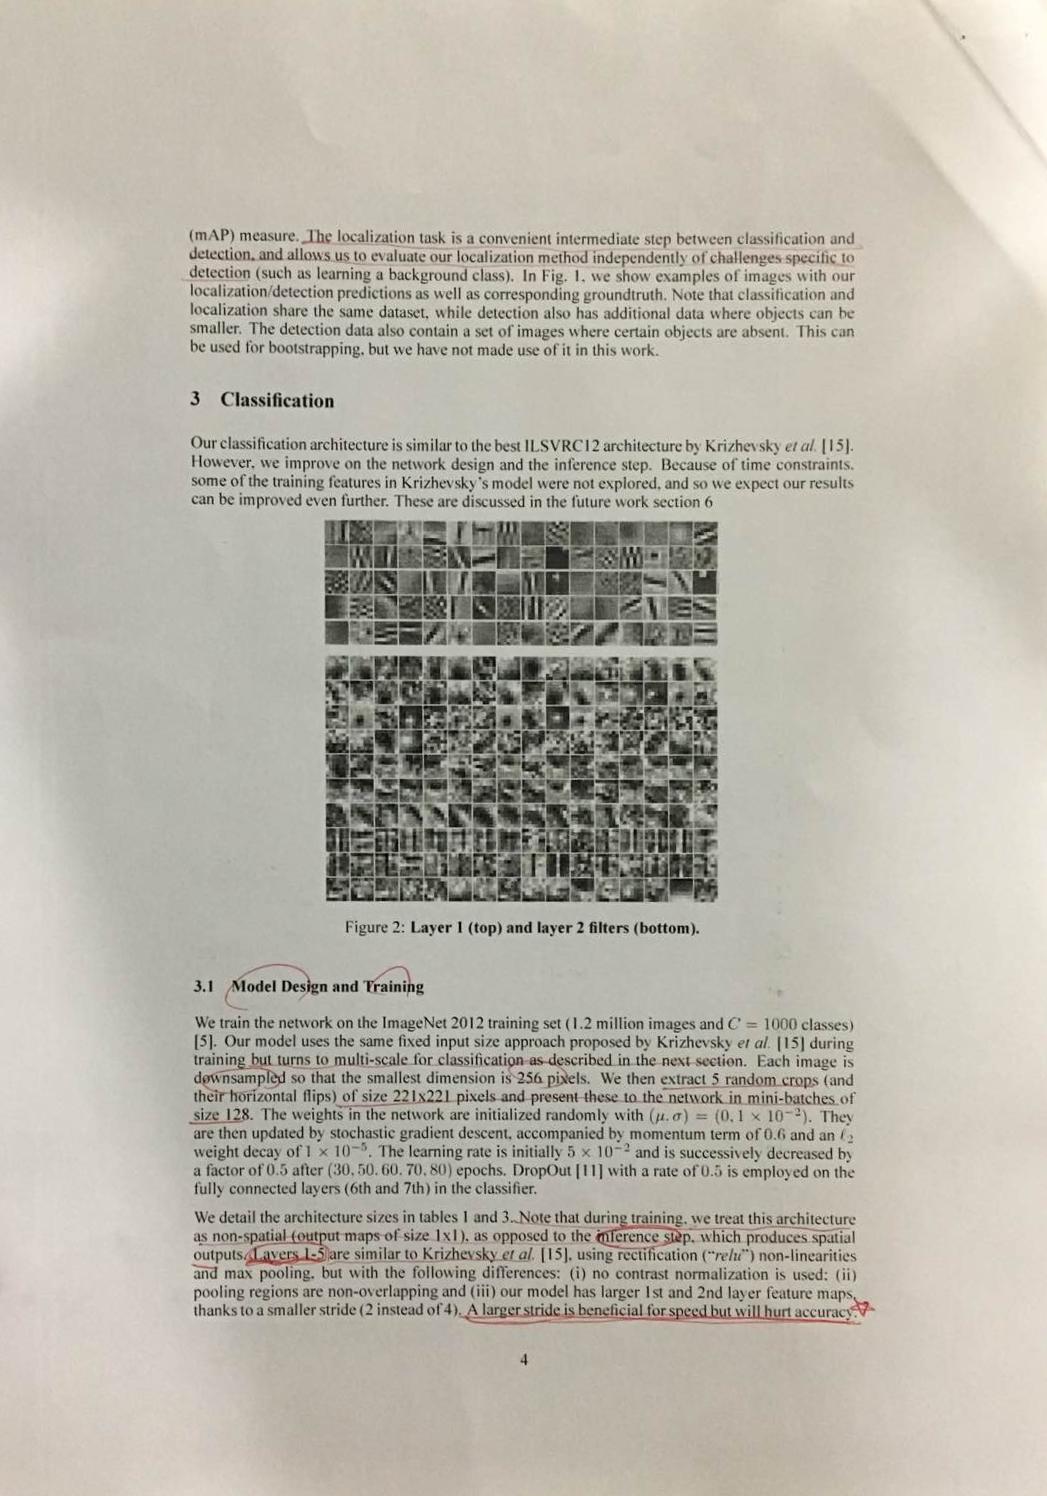 (mAP) measure. The localization task is a convenient intermediate step between classification and
detection, and allows us to evaluate our localization method independently of challenges specific to
detection (such as learning a background class). In Fig. 1, we show examples of images with our
localization/detection predictions as well as corresponding groundtruth. Note that classification and
localization share the same dataset, while detection also has additional data where objects can be
smaller. The detection data also contain a set of images where certain objects are absent. This can
be used for bootstrapping, but we have not made use of it in this work.
3 Classification
Our classification architecture is similar to the best ILSVRC12 architecture by Krizhevsky et al. [15].
However, we improve on the network design and the inference step. Because of time constraints,
some of the training features in Krizhevsky's model were not explored, and so we expect our results
can be improved even further. These are discussed in the future work section 6
Figure 2: Layer 1 (top) and layer 2 filters (bottom).
3.1 Model Design and Training
We train the network on the ImageNet 2012 training set (1.2 million images and C = 1000 classes)
[5]. Our model uses the same fixed input size approach proposed by Krizhevsky et al. [15] during
training but turns to multi-scale for classification as described in the next section. Each image is
downsampled so that the smallest dimension is 256 pixels. We then extract 5 random crops (and
their horizontal flips) of size 221x221 pixels and present these to the network in mini-batches of
size 128. The weights in the network are initialized randomly with (μ, σ) = (0, 1 × 10⁻²). They
are then updated by stochastic gradient descent, accompanied by momentum term of 0.6 and an ℓ₂
weight decay of 1 × 10⁻⁵. The learning rate is initially 5 × 10⁻² and is successively decreased by
a factor of 0.5 after (30, 50, 60, 70, 80) epochs. DropOut [11] with a rate of 0.5 is employed on the
fully connected layers (6th and 7th) in the classifier.
We detail the architecture sizes in tables 1 and 3. Note that during training, we treat this architecture
as non-spatial (output maps of size 1x1), as opposed to the inference step, which produces spatial
outputs. Layers 1-5 are similar to Krizhevsky et al. [15], using rectification ("relu") non-linearities
and max pooling, but with the following differences: (i) no contrast normalization is used; (ii)
pooling regions are non-overlapping and (iii) our model has larger 1st and 2nd layer feature maps,
thanks to a smaller stride (2 instead of 4). A larger stride is beneficial for speed but will hurt accuracy.
4